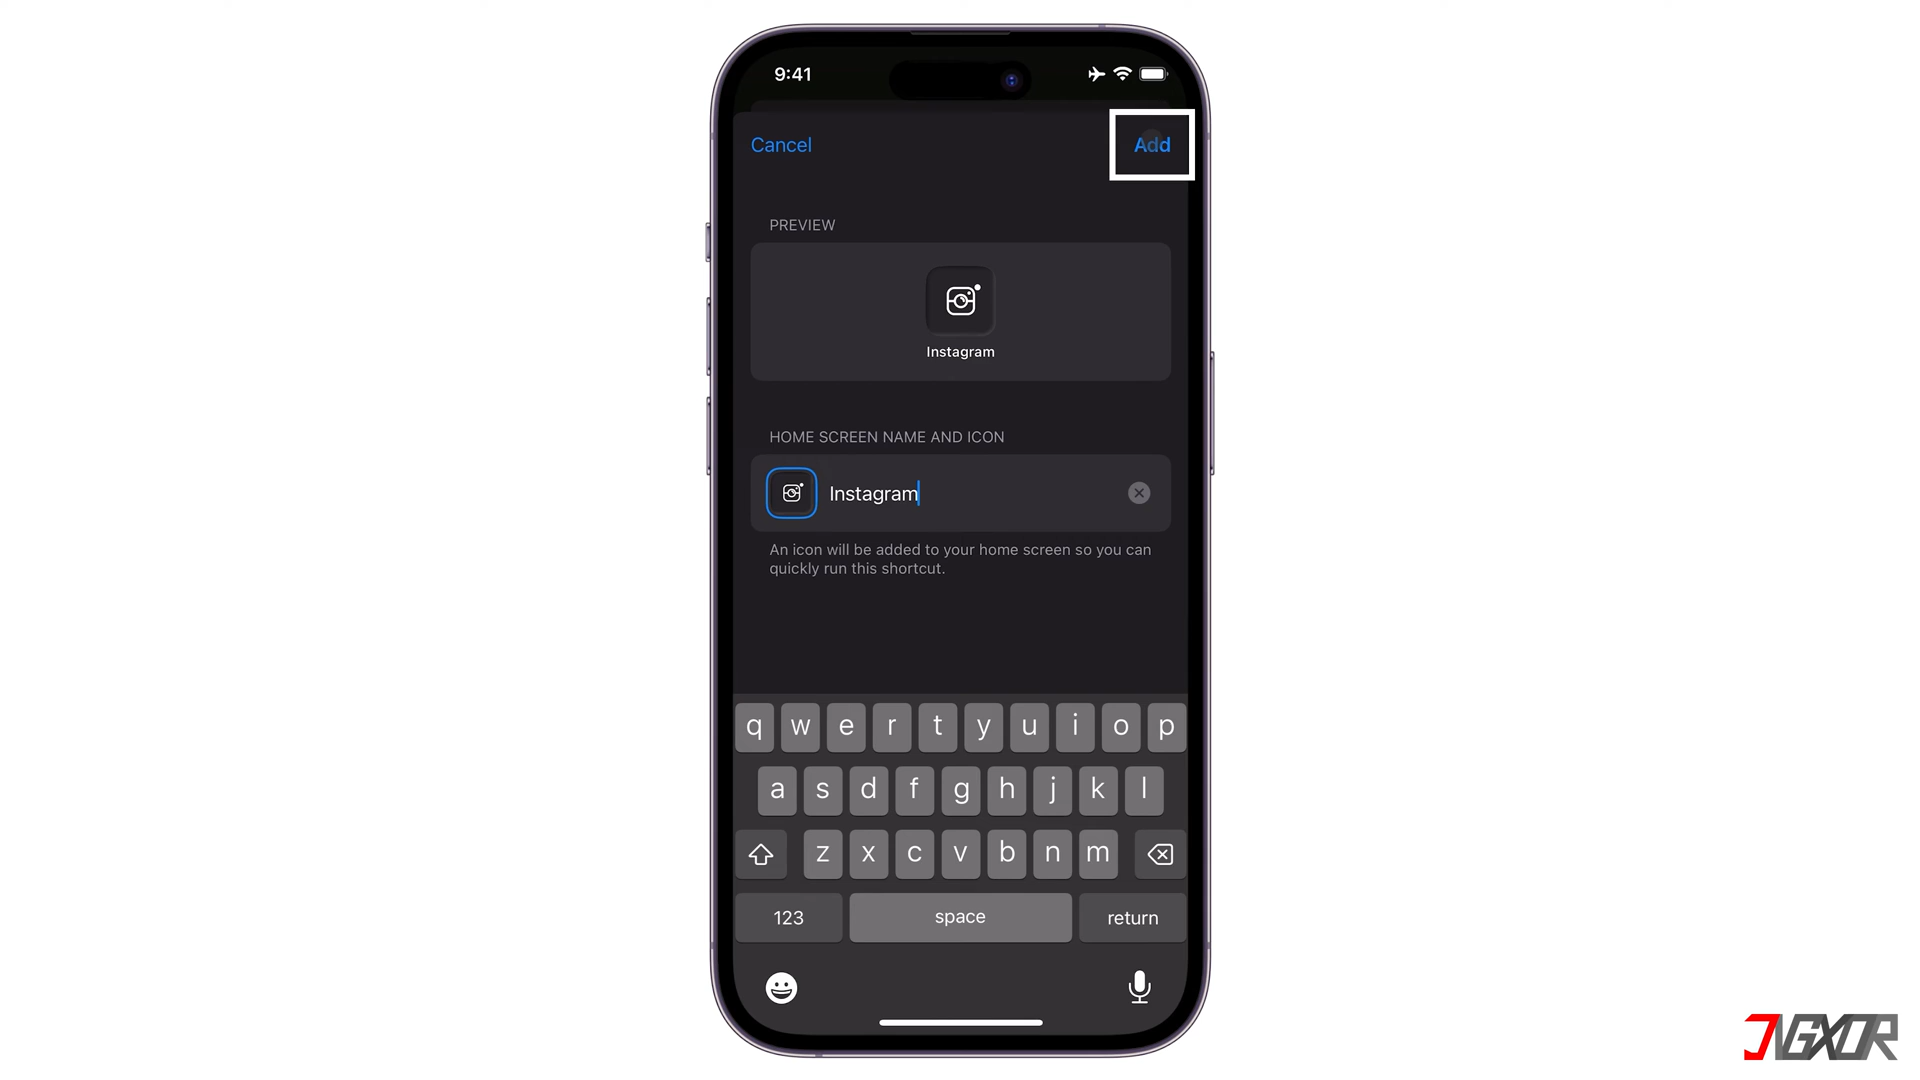 9:41
Cancel
Add
PREVIEW
Instagram
HOME SCREEN NAME AND ICON
Instagram
An icon will be added to your home screen so you can
quickly run this shortcut.
q w e r t y u i o p
a s d f g h j k l
z x c v b n m
123 space return
JVGXOR